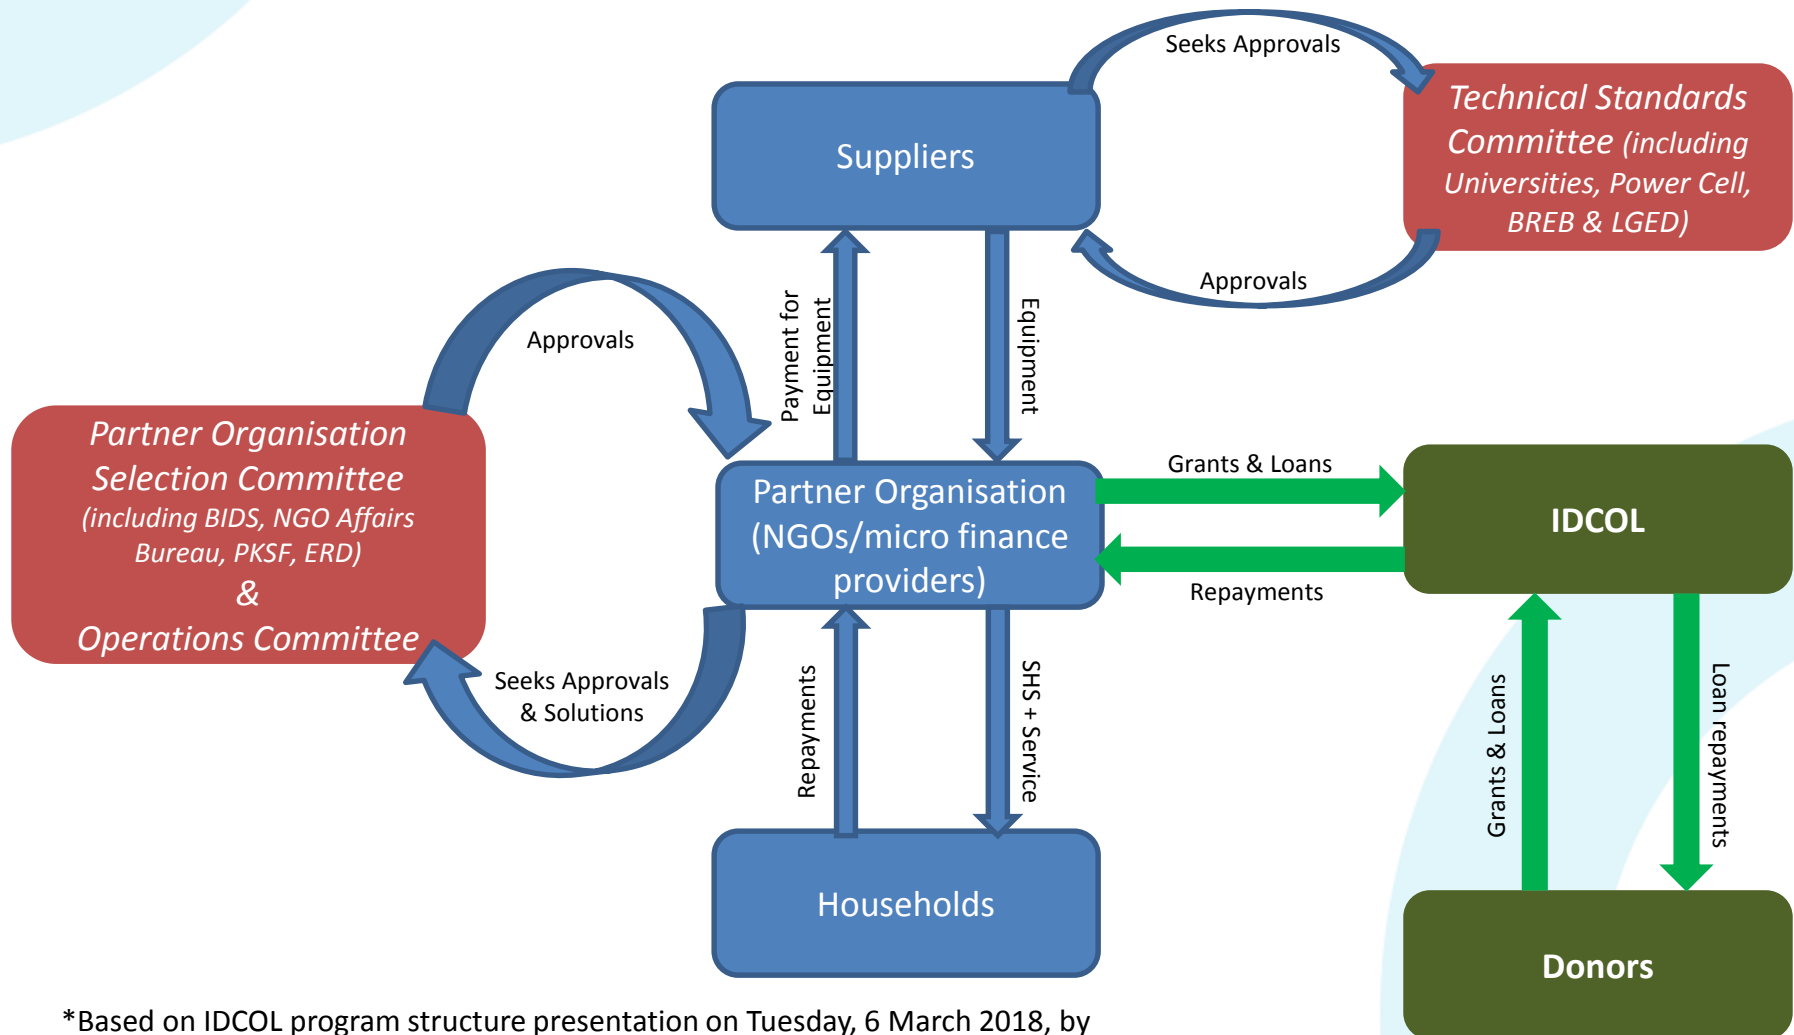 Seeks Approvals
Suppliers
Technical Standards
Committee (including
Universities, Power Cell,
BREB & LGED)
Approvals
Approvals
Payment for
Equipment
Equipment
Partner Organisation
Selection Committee
(including BIDS, NGO Affairs
Bureau, PKSF, ERD)
&
Operations Committee
Partner Organisation
(NGOs/micro finance
providers)
Grants & Loans
Repayments
IDCOL
Seeks Approvals
& Solutions
Repayments
SHS + Service
Grants & Loans
Loan repayments
Households
Donors
*Based on IDCOL program structure presentation on Tuesday, 6 March 2018, by